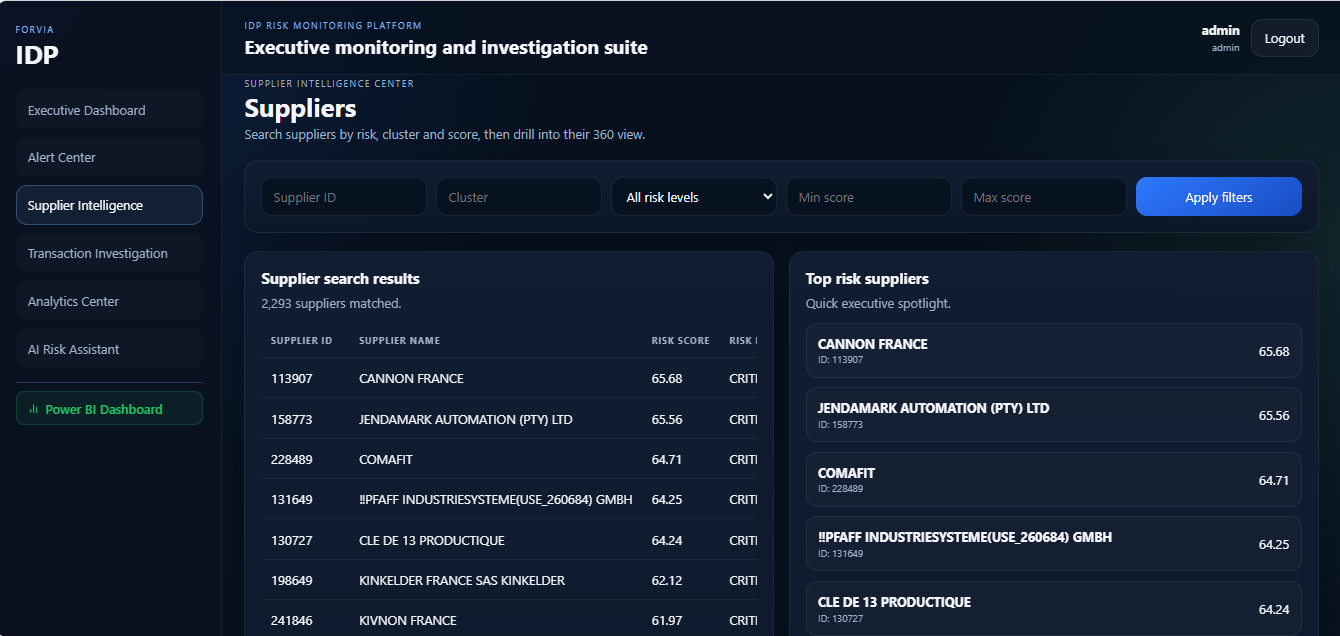 FORVIA
IDP
Executive Dashboard
Alert Center
Supplier Intelligence
Transaction Investigation
Analytics Center
AI Risk Assistant
Power BI Dashboard
IDP RISK MONITORING PLATFORM
Executive monitoring and investigation suite
admin
admin
Logout
SUPPLIER INTELLIGENCE CENTER
Suppliers
Search suppliers by risk, cluster and score, then drill into their 360 view.
Supplier ID Cluster All risk levels Min score Max score Apply filters
Supplier search results
2,293 suppliers matched.
SUPPLIER ID SUPPLIER NAME RISK SCORE RISK
113907 CANNON FRANCE 65.68 CRITI
158773 JENDAMARK AUTOMATION (PTY) LTD 65.56 CRITI
228489 COMAFIT 64.71 CRITI
131649 !!PFAFF INDUSTRIESYSTEME(USE_260684) GMBH 64.25 CRITI
130727 CLE DE 13 PRODUCTIQUE 64.24 CRITI
198649 KINKELDER FRANCE SAS KINKELDER 62.12 CRITI
241846 KIVNON FRANCE 61.97 CRITI
Top risk suppliers
Quick executive spotlight.
CANNON FRANCE
ID: 113907
65.68
JENDAMARK AUTOMATION (PTY) LTD
ID: 158773
65.56
COMAFIT
ID: 228489
64.71
!!PFAFF INDUSTRIESYSTEME(USE_260684) GMBH
ID: 131649
64.25
CLE DE 13 PRODUCTIQUE
ID: 130727
64.24